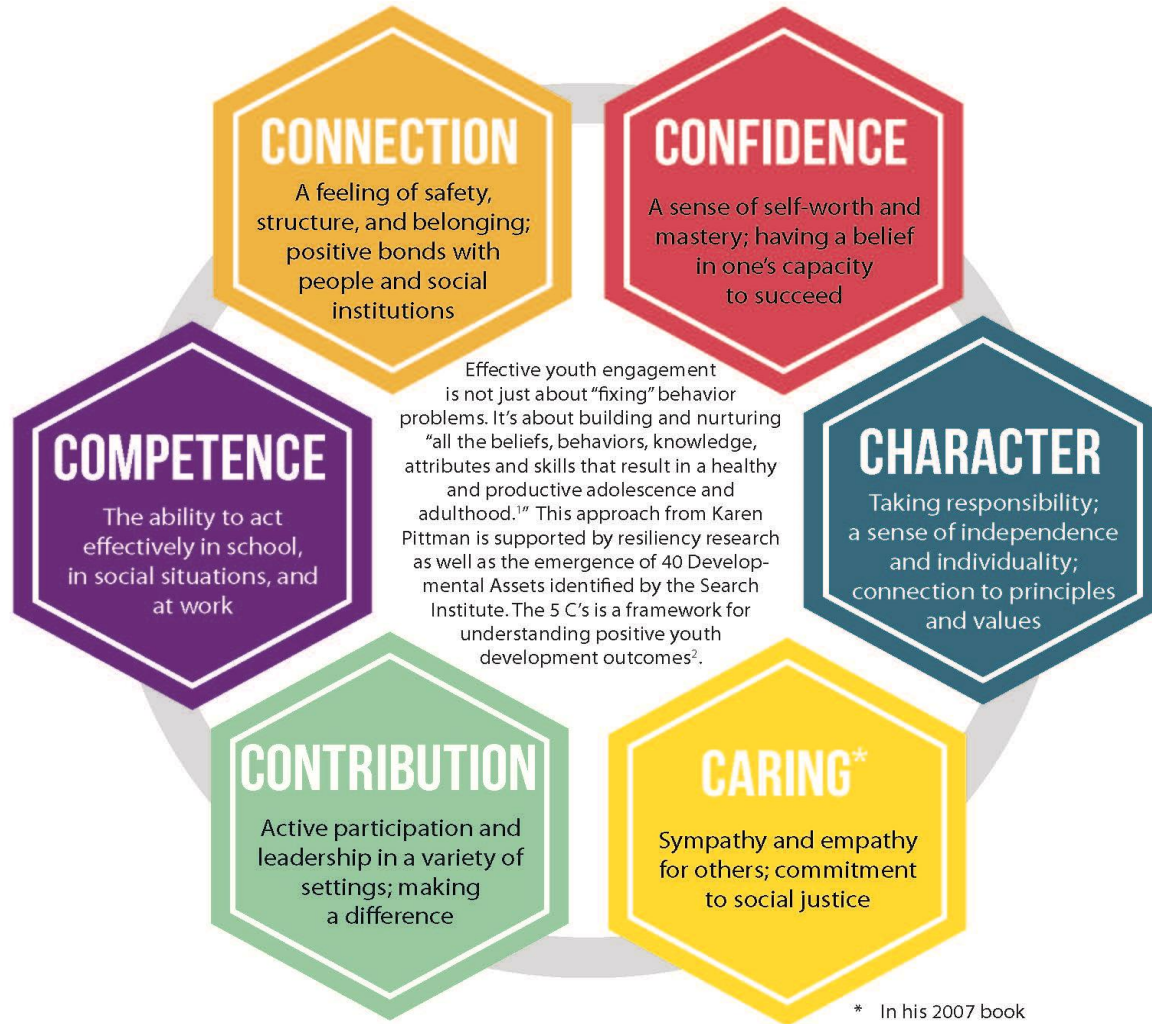 CONNECTION
A feeling of safety,
structure, and belonging;
positive bonds with
people and social
institutions
CONFIDENCE
A sense of self-worth and
mastery; having a belief
in one’s capacity
to succeed
COMPETENCE
The ability to act
effectively in school,
in social situations, and
at work
Effective youth engagement
is not just about “fixing” behavior
problems. It’s about building and nurturing
“all the beliefs, behaviors, knowledge,
attributes and skills that result in a healthy
and productive adolescence and
adulthood.¹” This approach from Karen
Pittman is supported by resiliency research
as well as the emergence of 40 Develop-
mental Assets identified by the Search
Institute. The 5 C’s is a framework for
understanding positive youth
development outcomes².
CHARACTER
Taking responsibility;
a sense of independence
and individuality;
connection to principles
and values
CONTRIBUTION
Active participation and
leadership in a variety of
settings; making
a difference
CARING*
Sympathy and empathy
for others; commitment
to social justice
* In his 2007 book